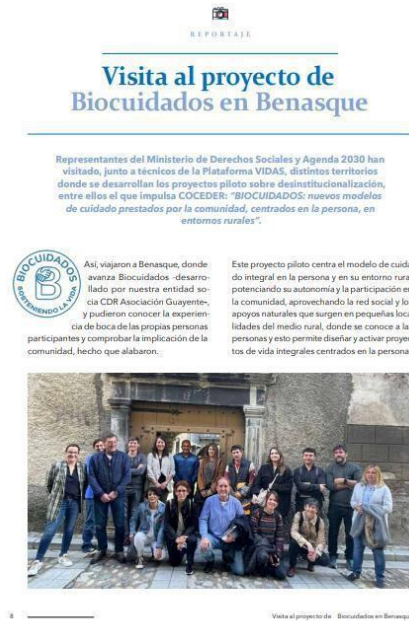 REPORTAJE
Visita al proyecto de
Biocuidados en Benasque
Representantes del Ministerio de Derechos Sociales y Agenda 2030 han
visitado, junto a técnicos de la Plataforma VIDAS, distintos territorios
donde se desarrollan los proyectos piloto sobre desinstitucionalización,
entre ellos el que impulsa COCEDER: "BIOCUIDADOS: nuevos modelos
de cuidado prestados por la comunidad, centrados en la persona, en
entornos rurales".
BIOCUIDADOS
SOSTENIENDO LA VIDA
Así, viajaron a Benasque, donde
avanza Biocuidados -desarro-
llado por nuestra entidad so-
cia CDR Asociación Guayente-,
y pudieron conocer la experien-
cia de boca de las propias personas
participantes y comprobar la implicación de la
comunidad, hecho que alabaron.
Este proyecto piloto centra el modelo de cuida
do integral en la persona y en su entorno rura
potenciando su autonomía y la participación en
la comunidad, aprovechando la red social y lo
apoyos naturales que surgen en pequeñas loca
lidades del medio rural, donde se conoce a la
personas y esto permite diseñar y activar proyec
tos de vida integrales centrados en la persona
8
Visita al proyecto de Biocuidados en Benasqu